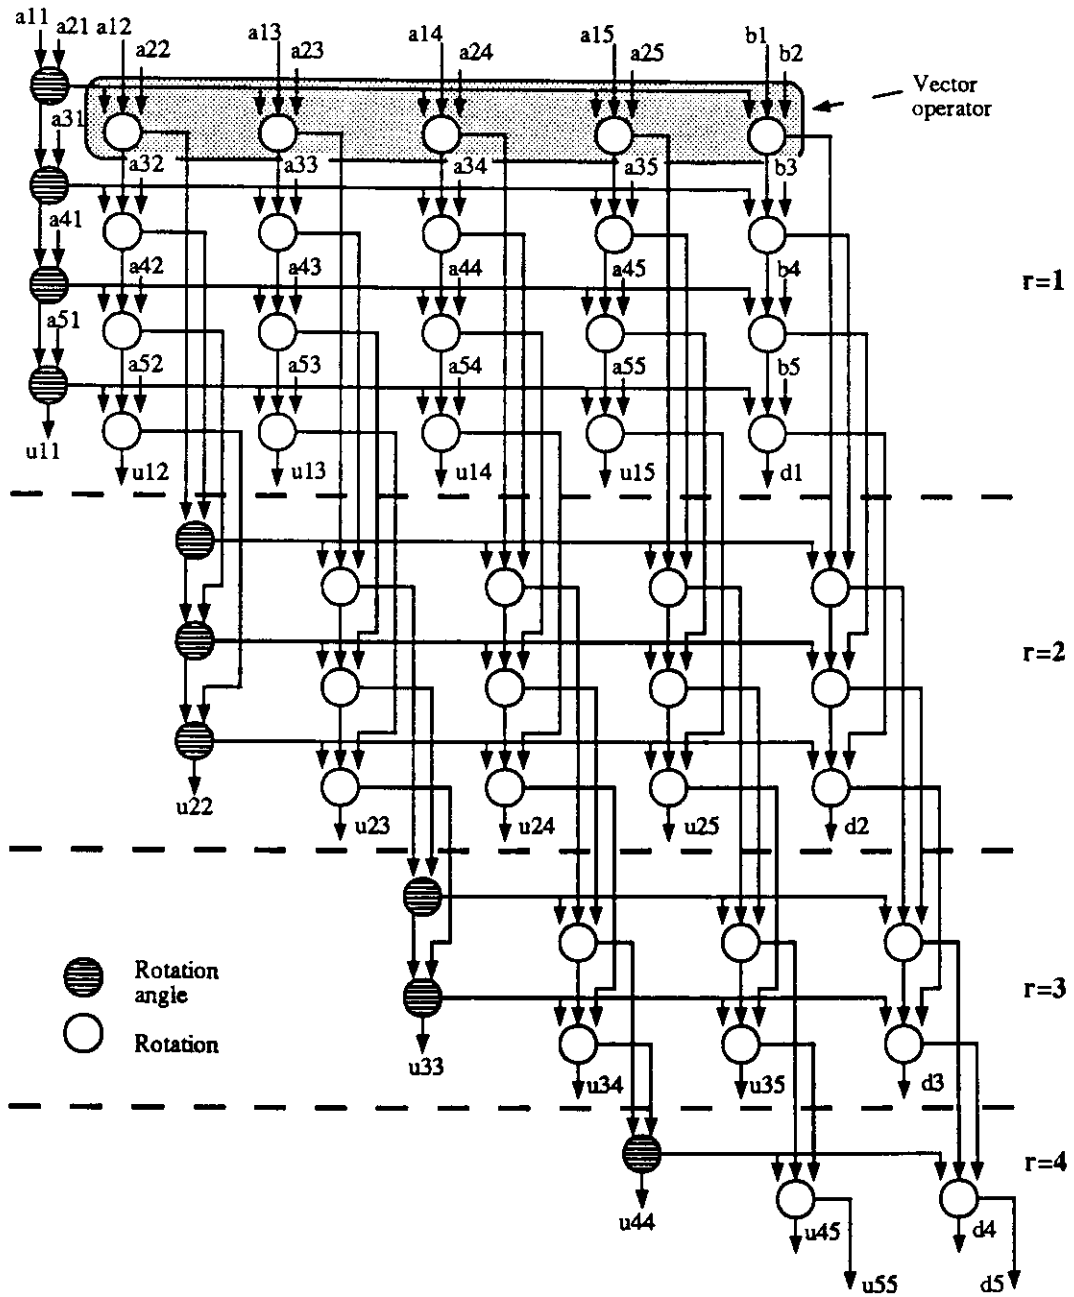 a11 a21 a12 a22 a13 a23 a14 a24 a15 a25 b1 b2
Vector
operator
a31 a32 a33 a34 a35 b3
a41 a42 a43 a44 a45 b4
r=1
a51 a52 a53 a54 a55 b5
u11 u12 u13 u14 u15 d1
r=2
u22 u23 u24 u25 d2
Rotation
angle
r=3
Rotation
u33 u34 u35 d3
r=4
u44 u45 d4
u55 d5